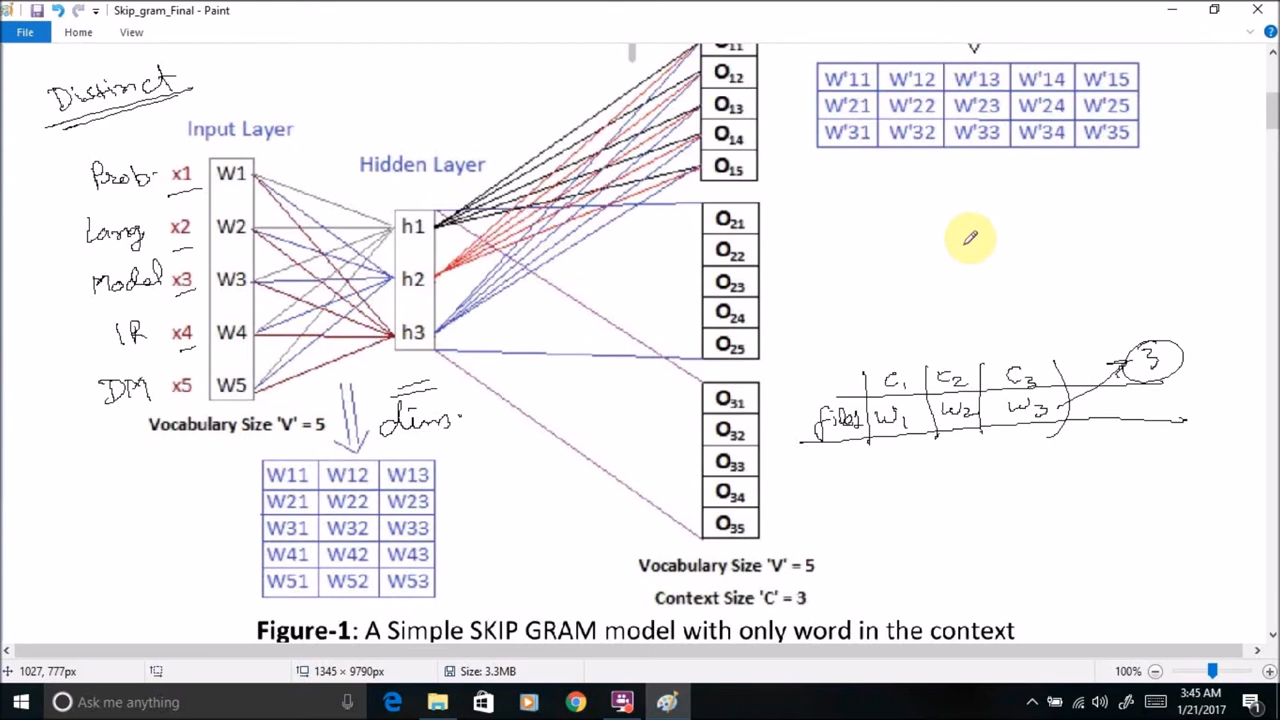 Skip_gram_Final - Paint
File Home View
Distinct
Input Layer
Hidden Layer
Prob. x1 W1
Lang x2 W2
Model x3 W3
IR x4 W4
DM x5 W5
Vocabulary Size 'V' = 5
h1
h2
h3
dims.
W11 W12 W13
W21 W22 W23
W31 W32 W33
W41 W42 W43
W51 W52 W53
O11
O12
O13
O14
O15
O21
O22
O23
O24
O25
O31
O32
O33
O34
O35
Vocabulary Size 'V' = 5
Context Size 'C' = 3
V
W'11 W'12 W'13 W'14 W'15
W'21 W'22 W'23 W'24 W'25
W'31 W'32 W'33 W'34 W'35
3
C1 C2 C3
W1 W2 W3
Figure-1: A Simple SKIP GRAM model with only word in the context
1027, 777px 1345 × 9790px Size: 3.3MB 100%
Ask me anything
3:45 AM
1/21/2017